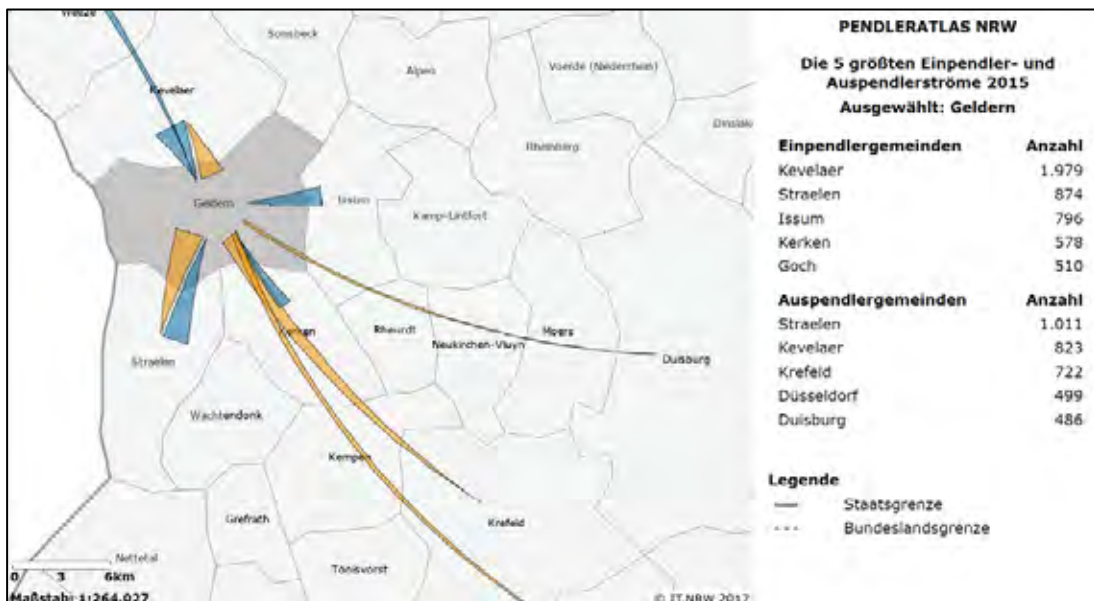 Weeze
Sonsbeck
Alpen
Voerde (Niederrhein)
Kevelaer
Rheinberg
Dinslake
Geldern
Issum
Kamp-Lintfort
Kerken
Rheurdt
Neukirchen-Vluyn
Moers
Duisburg
Straelen
Wachtendonk
Kempen
Krefeld
Grefrath
Nettetal
Tönisvorst
0 3 6km
Maßstab: 1:264.027
© IT.NRW 2017
PENDLERATLAS NRW
Die 5 größten Einpendler- und
Auspendlerströme 2015
Ausgewählt: Geldern
Einpendlergemeinden Anzahl
Kevelaer 1.979
Straelen 874
Issum 796
Kerken 578
Goch 510
Auspendlergemeinden Anzahl
Straelen 1.011
Kevelaer 823
Krefeld 722
Düsseldorf 499
Duisburg 486
Legende
Staatsgrenze
Bundeslandsgrenze